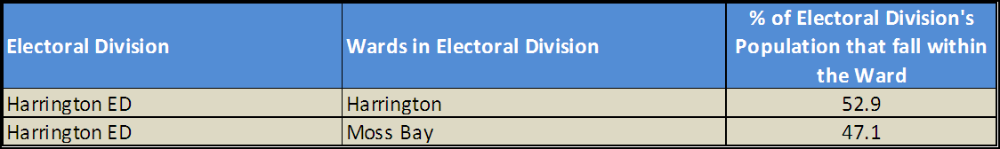 Electoral Division Wards in Electoral Division % of Electoral Division's
Population that fall within
the Ward
Harrington ED Harrington 52.9
Harrington ED Moss Bay 47.1